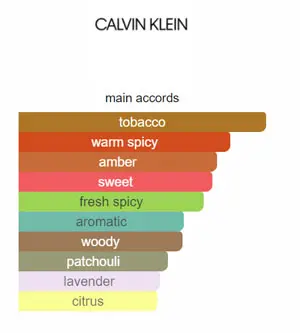 CALVIN KLEIN
main accords
tobacco
warm spicy
amber
sweet
fresh spicy
aromatic
woody
patchouli
lavender
citrus